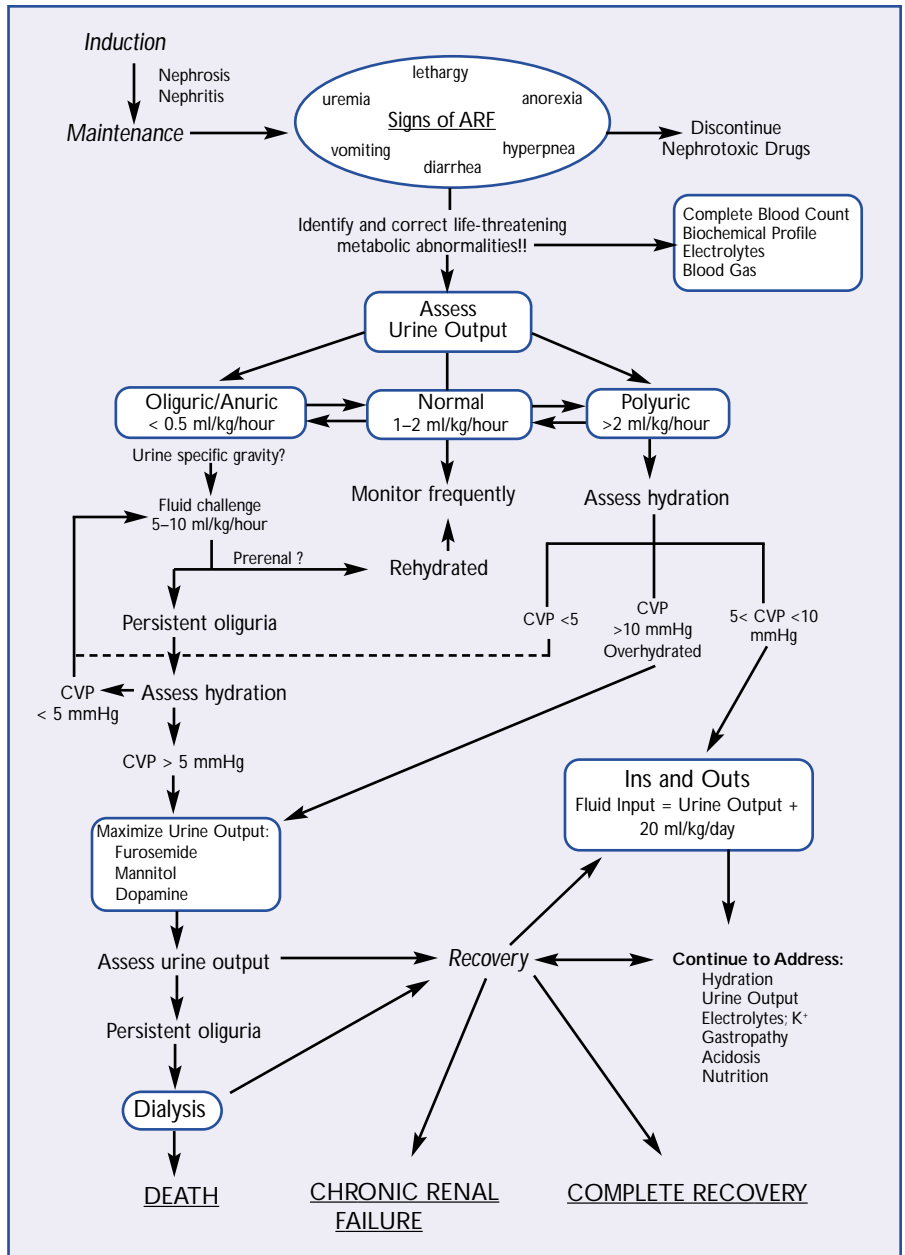 Induction
Nephrosis
Nephritis
Maintenance
lethargy
uremia
anorexia
Signs of ARF
vomiting
hyperpnea
diarrhea
Discontinue
Nephrotoxic Drugs
Identify and correct life-threatening
metabolic abnormalities!!
Complete Blood Count
Biochemical Profile
Electrolytes
Blood Gas
Assess
Urine Output
Oliguric/Anuric
< 0.5 ml/kg/hour
Normal
1–2 ml/kg/hour
Polyuric
>2 ml/kg/hour
Urine specific gravity?
Fluid challenge
5–10 ml/kg/hour
Monitor frequently
Assess hydration
Prerenal ?
Rehydrated
Persistent oliguria
CVP <5
CVP
>10 mmHg
Overhydrated
5< CVP <10
mmHg
CVP
< 5 mmHg
Assess hydration
CVP > 5 mmHg
Ins and Outs
Fluid Input = Urine Output +
20 ml/kg/day
Maximize Urine Output:
Furosemide
Mannitol
Dopamine
Assess urine output
Recovery
Continue to Address:
Hydration
Urine Output
Electrolytes; K⁺
Gastropathy
Acidosis
Nutrition
Persistent oliguria
Dialysis
DEATH
CHRONIC RENAL
FAILURE
COMPLETE RECOVERY